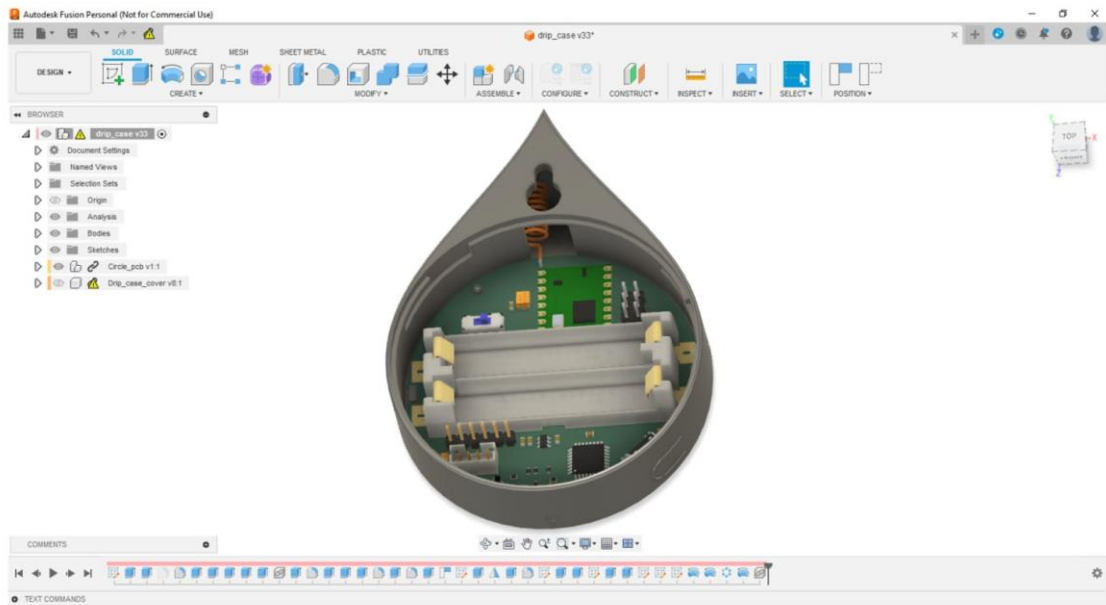 Autodesk Fusion Personal (Not for Commercial Use)
drip_case v33*
SOLID SURFACE MESH SHEET METAL PLASTIC UTILITIES
DESIGN
CREATE MODIFY ASSEMBLE CONFIGURE CONSTRUCT INSPECT INSERT SELECT POSITION
BROWSER
drip_case v33
Document Settings
Named Views
Selection Sets
Origin
Analysis
Bodies
Sketches
Circle_pcb v1:1
Drip_case_cover v8:1
TOP
X
Z
COMMENTS
TEXT COMMANDS